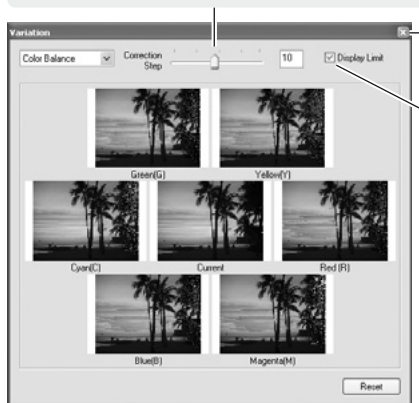 Variation
Color Balance
Correction
Step
10
Display Limit
Green(G)
Yellow(Y)
Cyan(C)
Current
Red (R)
Blue(B)
Magenta(M)
Reset